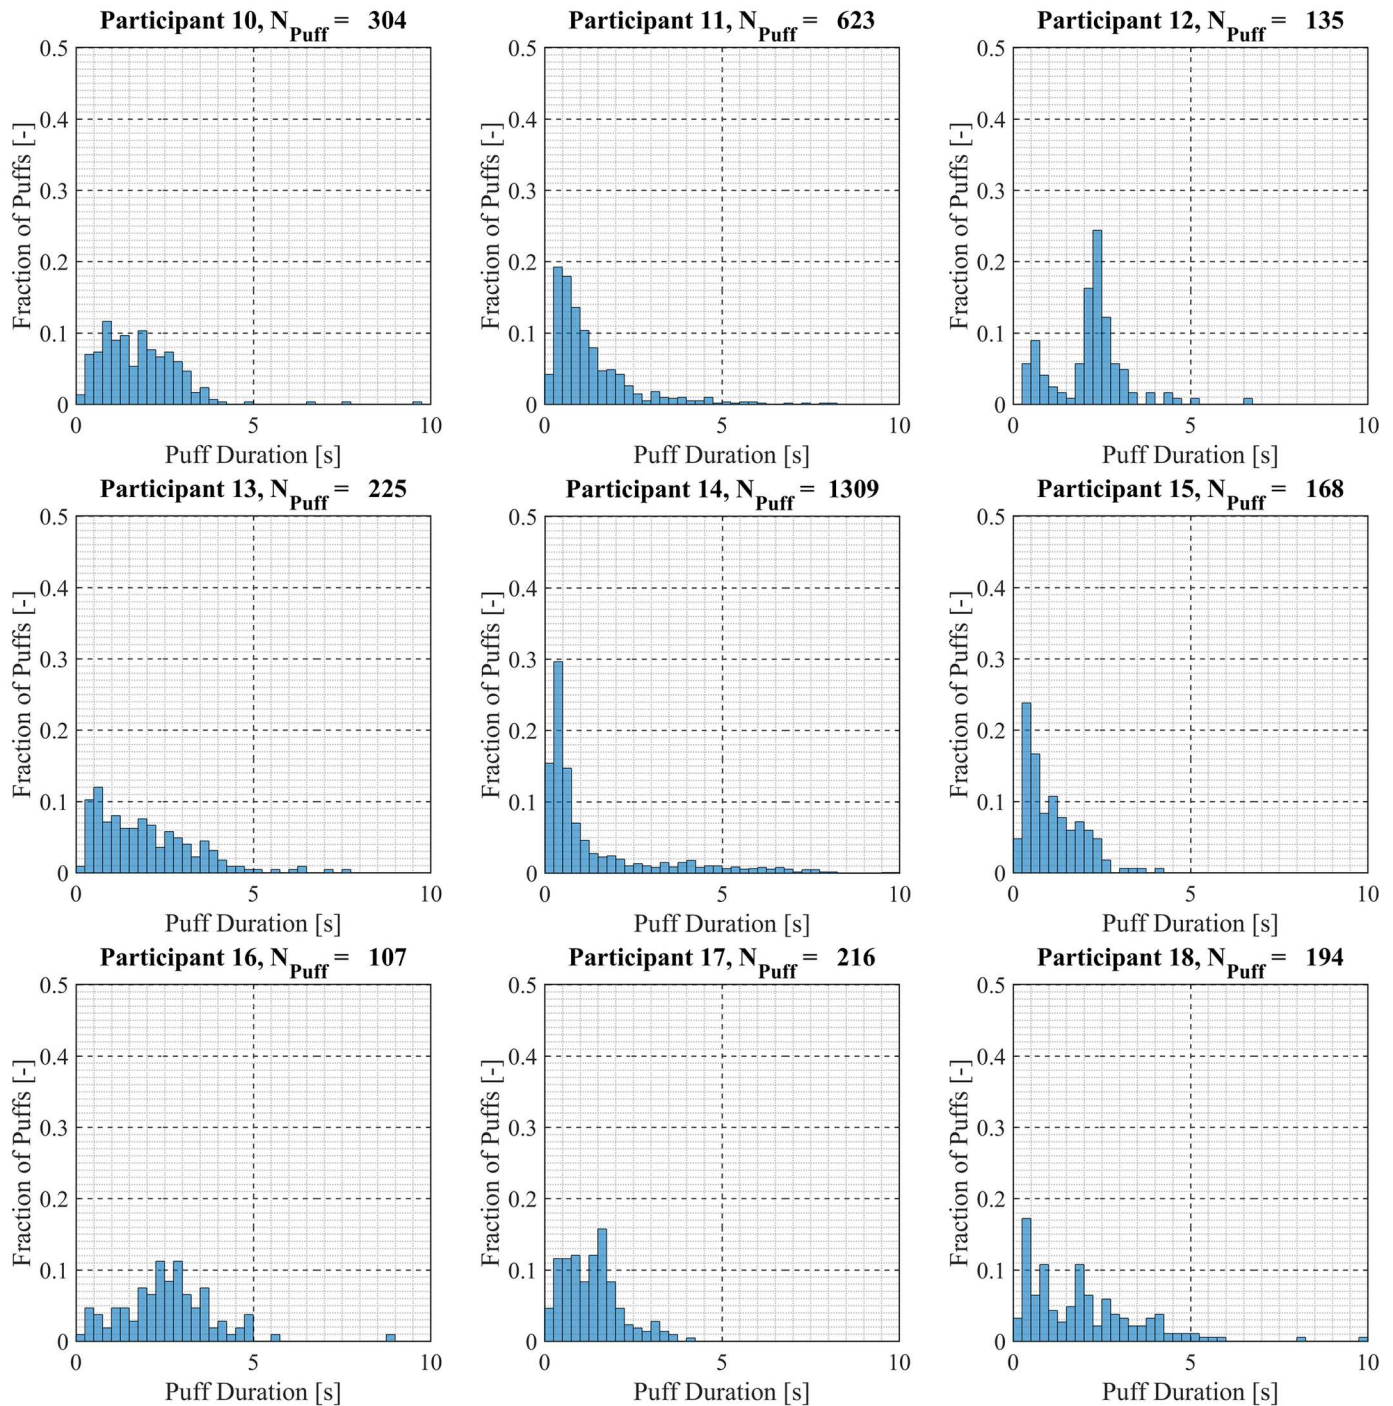 Participant 10, N_Puff = 304
Participant 11, N_Puff = 623
Participant 12, N_Puff = 135
0.5
0.4
0.3
0.2
0.1
0
Fraction of Puffs [-]
0 5 10
Puff Duration [s]
0.5
0.4
0.3
0.2
0.1
0
Fraction of Puffs [-]
0 5 10
Puff Duration [s]
0.5
0.4
0.3
0.2
0.1
0
Fraction of Puffs [-]
0 5 10
Puff Duration [s]
Participant 13, N_Puff = 225
Participant 14, N_Puff = 1309
Participant 15, N_Puff = 168
0.5
0.4
0.3
0.2
0.1
0
Fraction of Puffs [-]
0 5 10
Puff Duration [s]
0.5
0.4
0.3
0.2
0.1
0
Fraction of Puffs [-]
0 5 10
Puff Duration [s]
0.5
0.4
0.3
0.2
0.1
0
Fraction of Puffs [-]
0 5 10
Puff Duration [s]
Participant 16, N_Puff = 107
Participant 17, N_Puff = 216
Participant 18, N_Puff = 194
0.5
0.4
0.3
0.2
0.1
0
Fraction of Puffs [-]
0 5 10
Puff Duration [s]
0.5
0.4
0.3
0.2
0.1
0
Fraction of Puffs [-]
0 5 10
Puff Duration [s]
0.5
0.4
0.3
0.2
0.1
0
Fraction of Puffs [-]
0 5 10
Puff Duration [s]